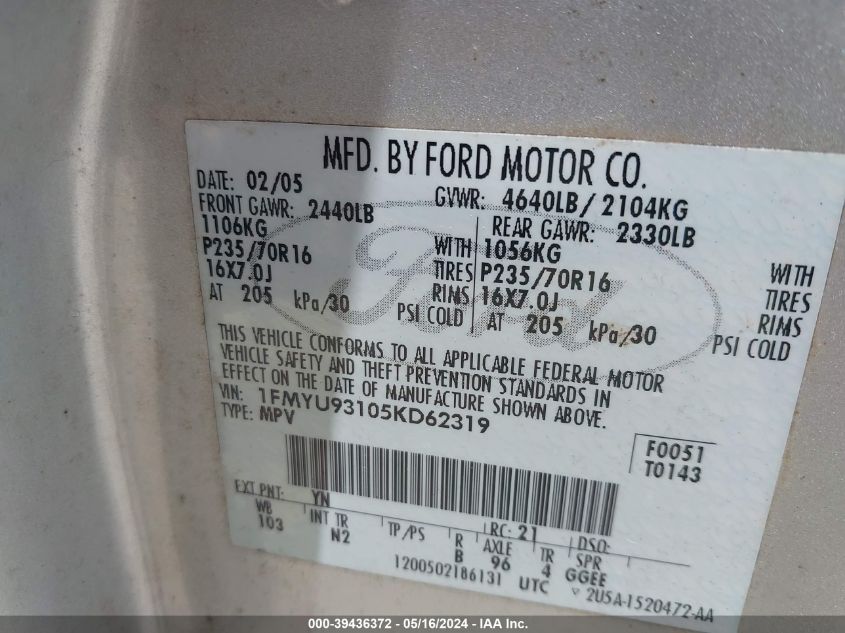 MFD. BY FORD MOTOR CO.
DATE: 02/05 GVWR: 4640LB/ 2104KG
FRONT GAWR: 2440LB REAR GAWR: 2330LB
1106KG WITH 1056KG WITH
P235/70R16 TIRES P235/70R16 TIRES
16X7.0J RIMS 16X7.0J RIMS
AT 205 kPa/30 PSI COLD AT 205 kPa/30 PSI COLD
Ford
THIS VEHICLE CONFORMS TO ALL APPLICABLE FEDERAL MOTOR
VEHICLE SAFETY AND THEFT PREVENTION STANDARDS IN
EFFECT ON THE DATE OF MANUFACTURE SHOWN ABOVE.
VIN: 1FMYU93105KD62319
TYPE: MPV
F0051
T0143
EXT PNT: YN RC: 21 DSO:
WB INT TR TP/PS R AXLE TR SPR
103 N2 B 96 4 GGEE
1200502186131 UTC ▽ 2U5A-1520472-AA
000-39436372 - 05/16/2024 - IAA Inc.